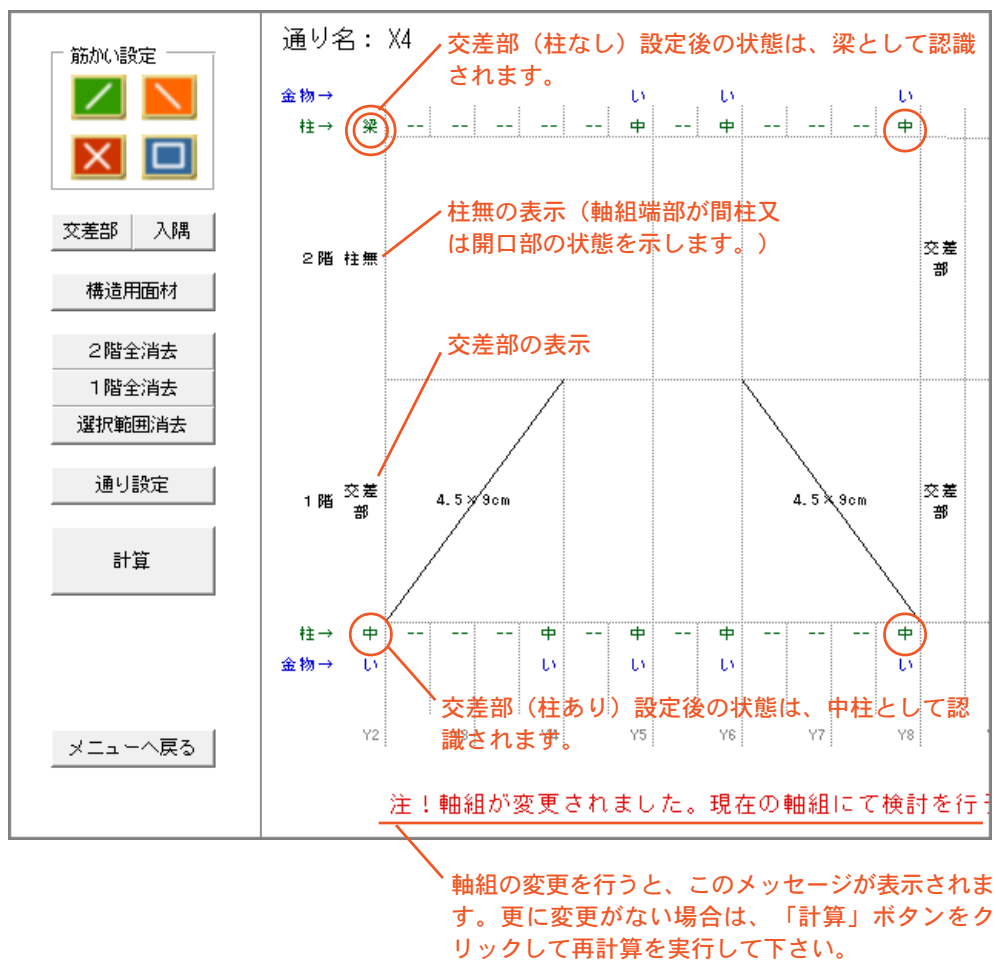 筋かい設定
交差部
入隅
構造用面材
2階全消去
1階全消去
選択範囲消去
通り設定
計算
メニューへ戻る
通り名： X4
交差部（柱なし）設定後の状態は、梁として認識
されます。
金物→ い い い
柱→ 梁 -- -- -- -- -- 中 -- 中 -- -- -- 中
柱無の表示（軸組端部が間柱又
は開口部の状態を示します。）
2階 柱無
交差
部
交差部の表示
1階 交差
部
4.5×9cm
4.5×9cm
交差
部
柱→ 中 -- -- -- 中 -- 中 -- 中 -- -- -- 中
金物→ い い い い い
交差部（柱あり）設定後の状態は、中柱として認
識されます。
Y2 Y3 Y4 Y5 Y6 Y7 Y8
注！軸組が変更されました。現在の軸組にて検討を行
軸組の変更を行うと、このメッセージが表示されま
す。更に変更がない場合は、「計算」ボタンをク
リックして再計算を実行して下さい。